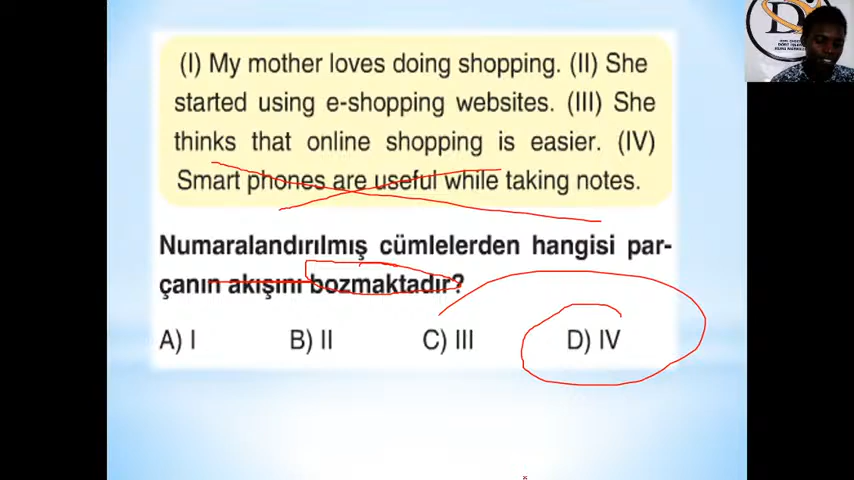 (I) My mother loves doing shopping. (II) She
started using e-shopping websites. (III) She
thinks that online shopping is easier. (IV)
Smart phones are useful while taking notes.
Numaralandırılmış cümlelerden hangisi par-
çanın akışını bozmaktadır?
A) I
B) II
C) III
D) IV